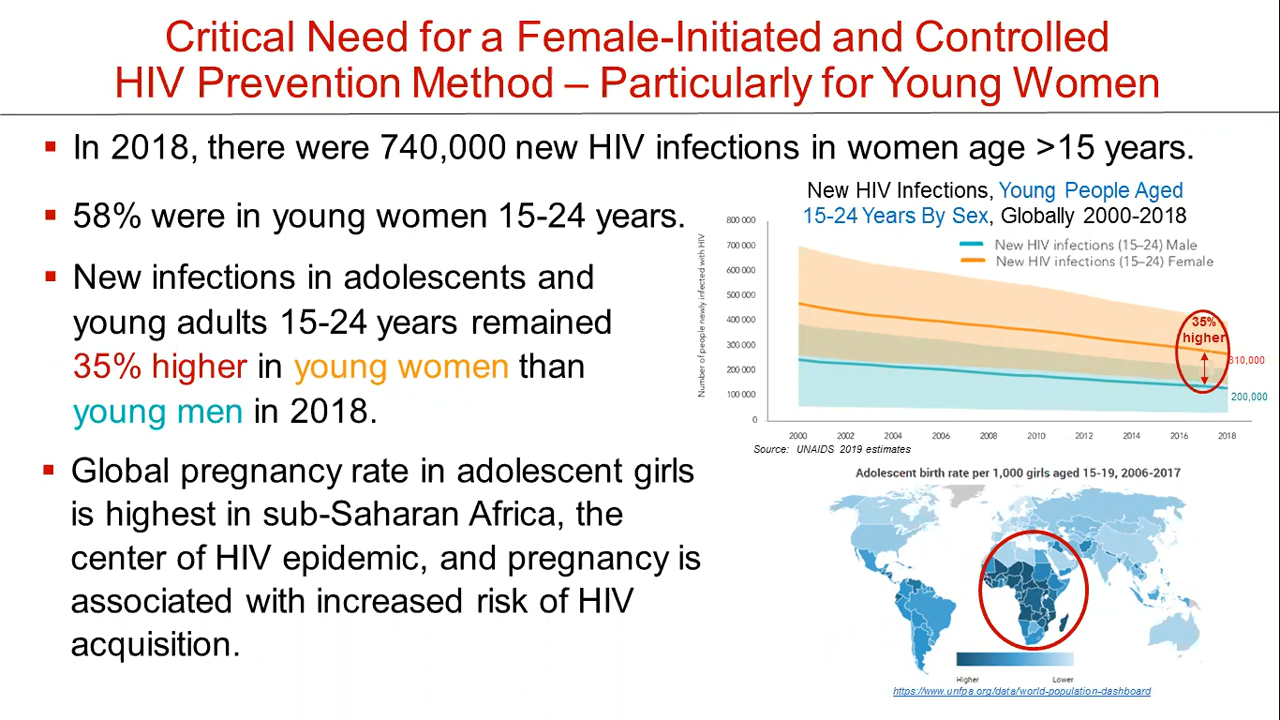 Critical Need for a Female-Initiated and Controlled
HIV Prevention Method – Particularly for Young Women
▪ In 2018, there were 740,000 new HIV infections in women age >15 years.
▪ 58% were in young women 15-24 years.
▪ New infections in adolescents and
young adults 15-24 years remained
35% higher in young women than
young men in 2018.
▪ Global pregnancy rate in adolescent girls
is highest in sub-Saharan Africa, the
center of HIV epidemic, and pregnancy is
associated with increased risk of HIV
acquisition.
New HIV Infections, Young People Aged
15-24 Years By Sex, Globally 2000-2018
New HIV infections (15–24) Male
New HIV infections (15–24) Female
Number of people newly infected with HIV
800 000
700 000
600 000
500 000
400 000
300 000
200 000
100 000
0
35%
higher
310,000
200,000
2000 2002 2004 2006 2008 2010 2012 2014 2016 2018
Source: UNAIDS 2019 estimates
Adolescent birth rate per 1,000 girls aged 15-19, 2006-2017
Higher Lower
https://www.unfpa.org/data/world-population-dashboard